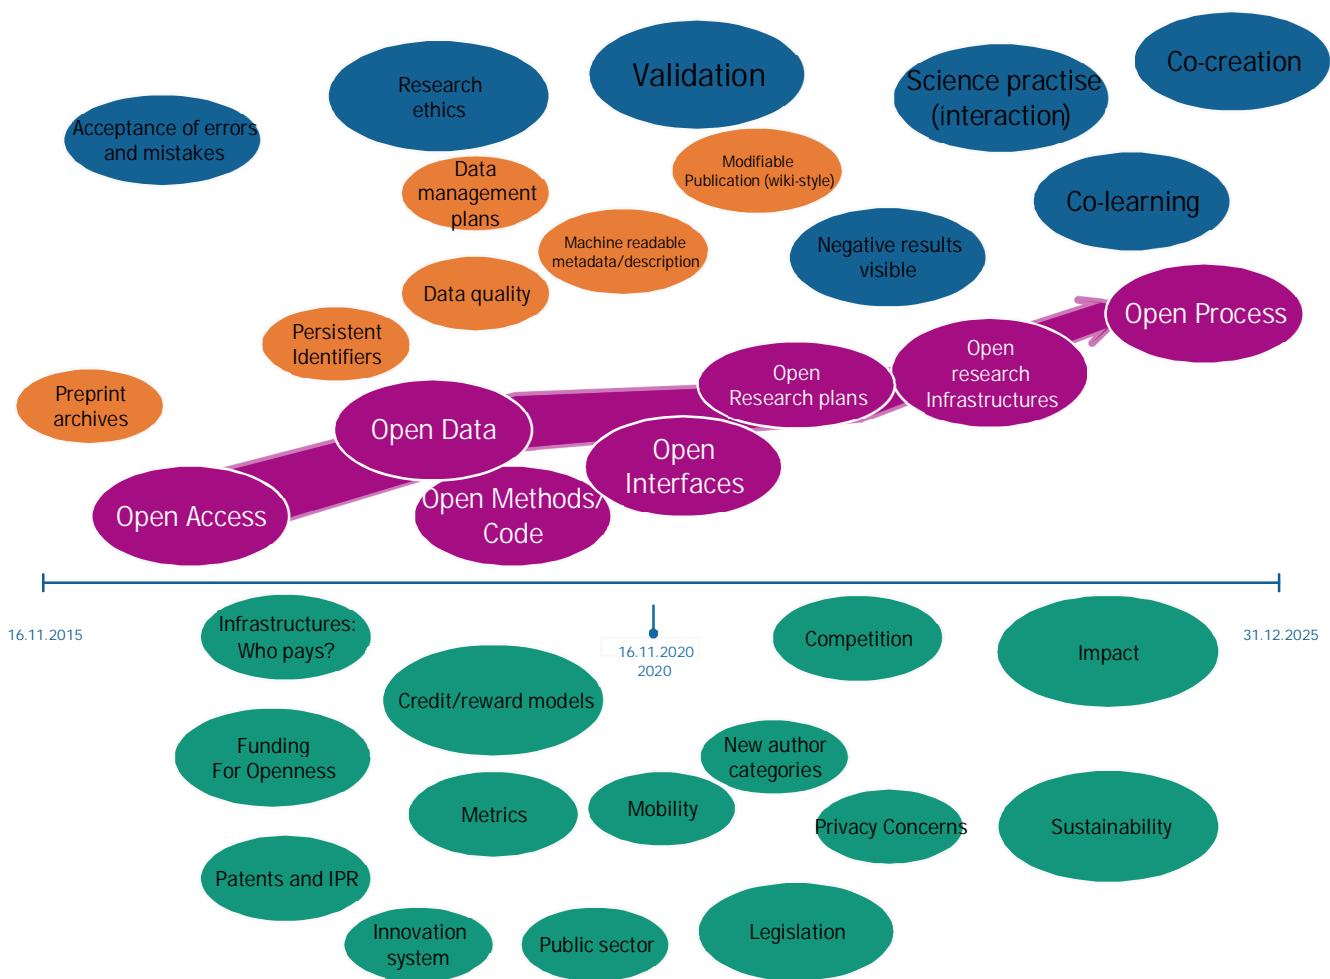 Co-creation
Validation
Science practise
(interaction)
Research
ethics
Acceptance of errors
and mistakes
Modifiable
Publication (wiki-style)
Data
management
plans
Co-learning
Machine readable
metadata/description
Negative results
visible
Data quality
Persistent
Identifiers
Open Process
Open
research
Infrastructures
Open
Research plans
Preprint
archives
Open Data
Open
Interfaces
Open Methods/
Code
Open Access
16.11.2015
16.11.2020
2020
31.12.2025
Infrastructures:
Who pays?
Competition
Impact
Credit/reward models
Funding
For Openness
New author
categories
Metrics
Mobility
Privacy Concerns
Sustainability
Patents and IPR
Innovation
system
Public sector
Legislation